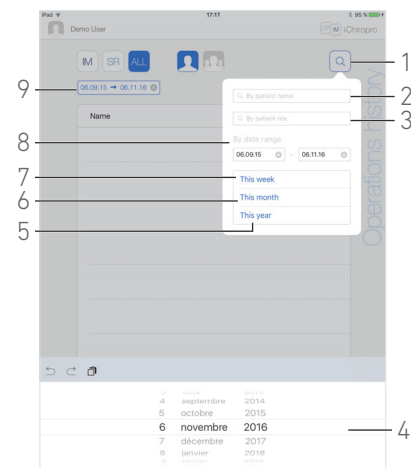 iPad 17:17 95 %
Demo User iChiropro
IM SR ALL
1
06.09.15 → 06.11.16
9
By patient name
2
Name
By patient nbr.
3
8
By date range
06.09.15 – 06.11.16
7
This week
6
This month
5
This year
Operations history
4 septembre 2014
5 octobre 2015
6 novembre 2016
4
7 décembre 2017
8 janvier 2018